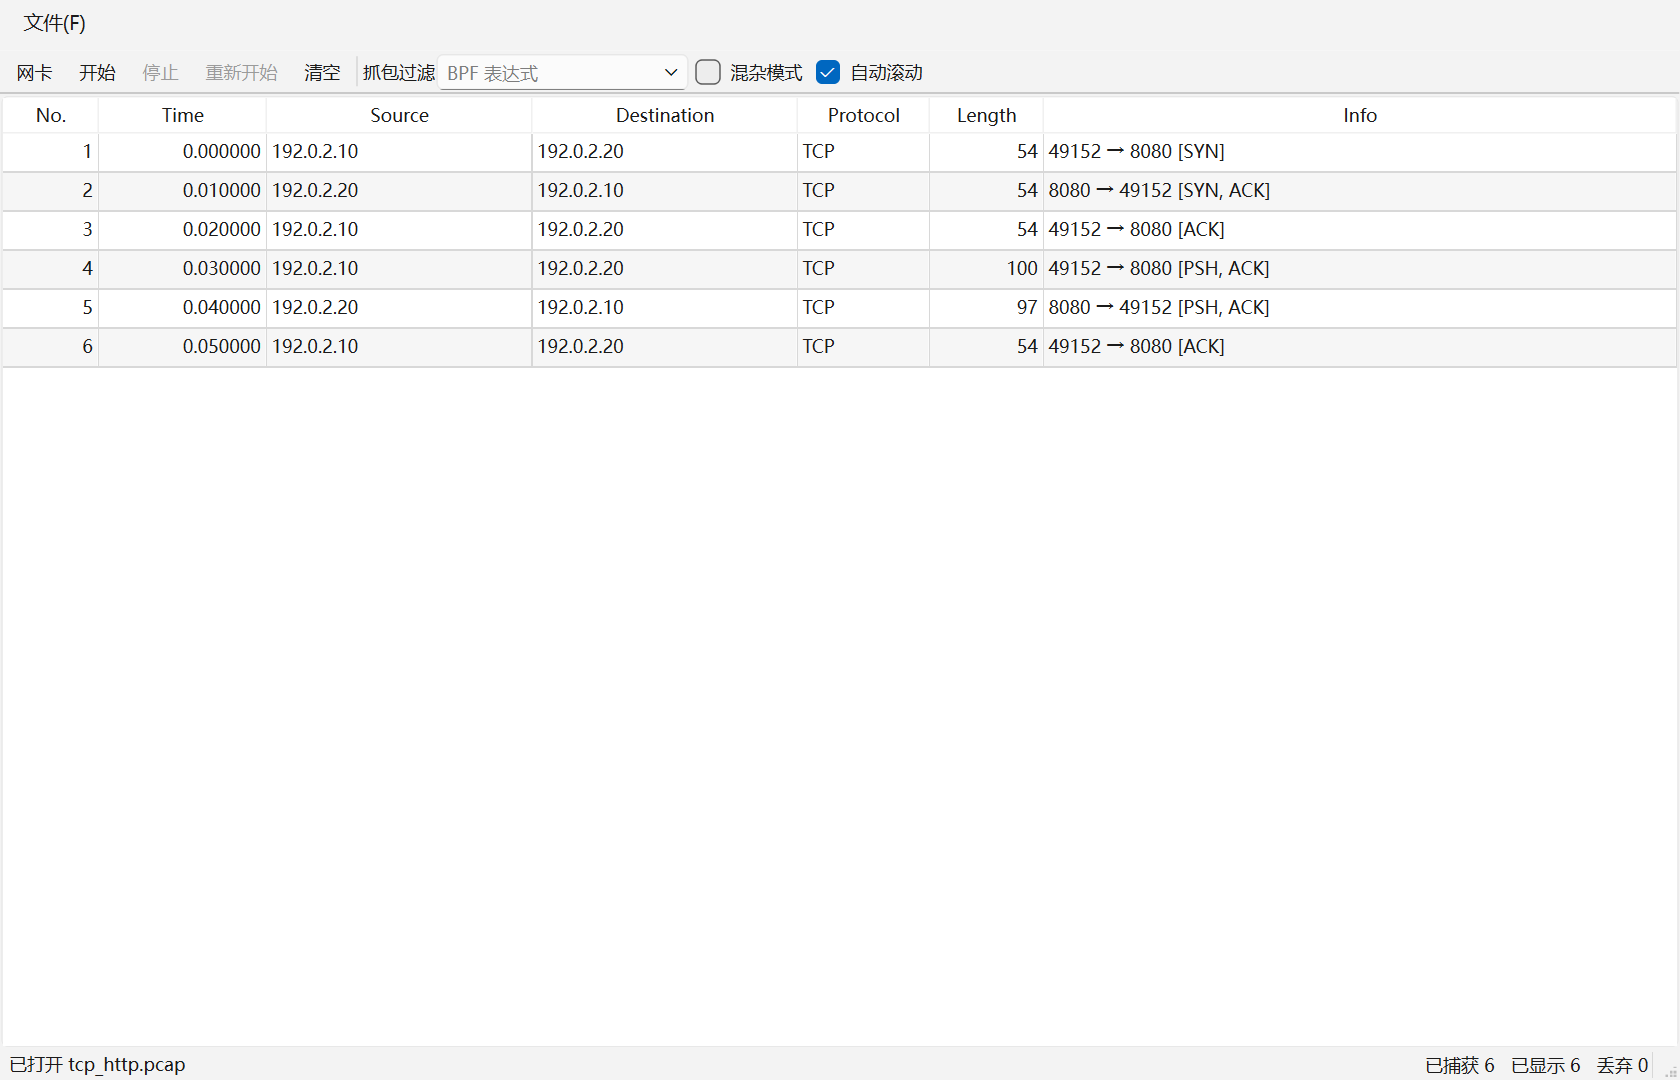 文件(F)
网卡 开始 停止 重新开始 清空 抓包过滤 BPF 表达式 混杂模式 自动滚动
No. Time Source Destination Protocol Length Info
1 0.000000 192.0.2.10 192.0.2.20 TCP 54 49152 → 8080 [SYN]
2 0.010000 192.0.2.20 192.0.2.10 TCP 54 8080 → 49152 [SYN, ACK]
3 0.020000 192.0.2.10 192.0.2.20 TCP 54 49152 → 8080 [ACK]
4 0.030000 192.0.2.10 192.0.2.20 TCP 100 49152 → 8080 [PSH, ACK]
5 0.040000 192.0.2.20 192.0.2.10 TCP 97 8080 → 49152 [PSH, ACK]
6 0.050000 192.0.2.10 192.0.2.20 TCP 54 49152 → 8080 [ACK]
已打开 tcp_http.pcap 已捕获 6 已显示 6 丢弃 0